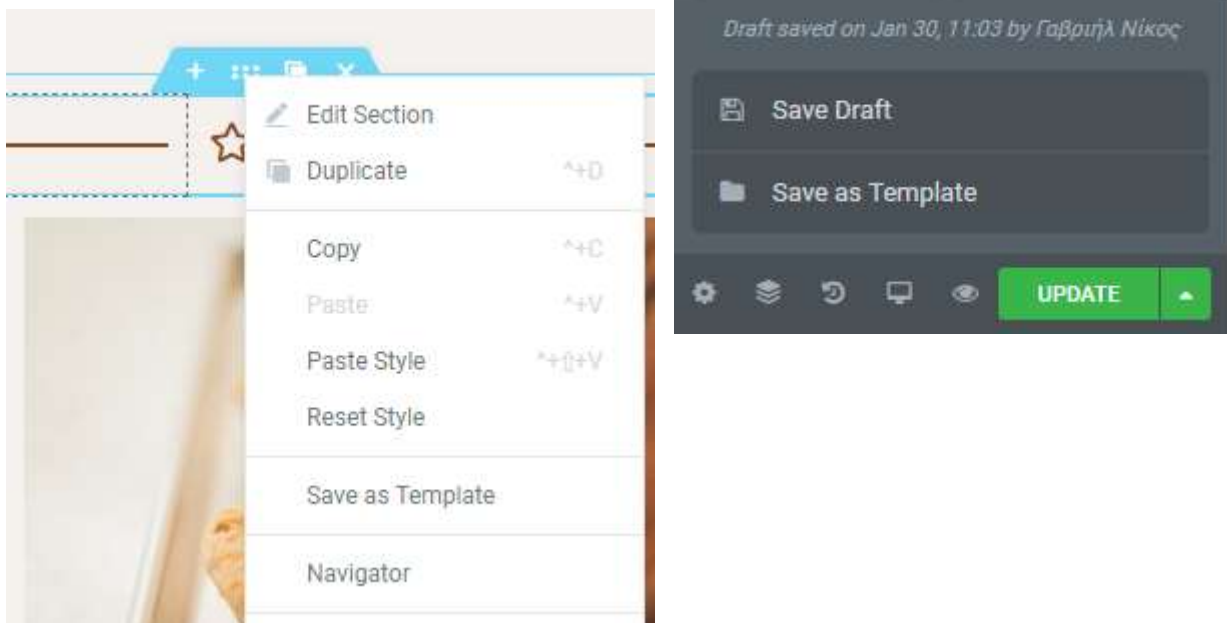 Edit Section
Duplicate ^+D
Copy ^+C
Paste ^+V
Paste Style ^+⇧+V
Reset Style
Save as Template
Navigator
Draft saved on Jan 30, 11:03 by Γαβριήλ Νίκος
Save Draft
Save as Template
UPDATE